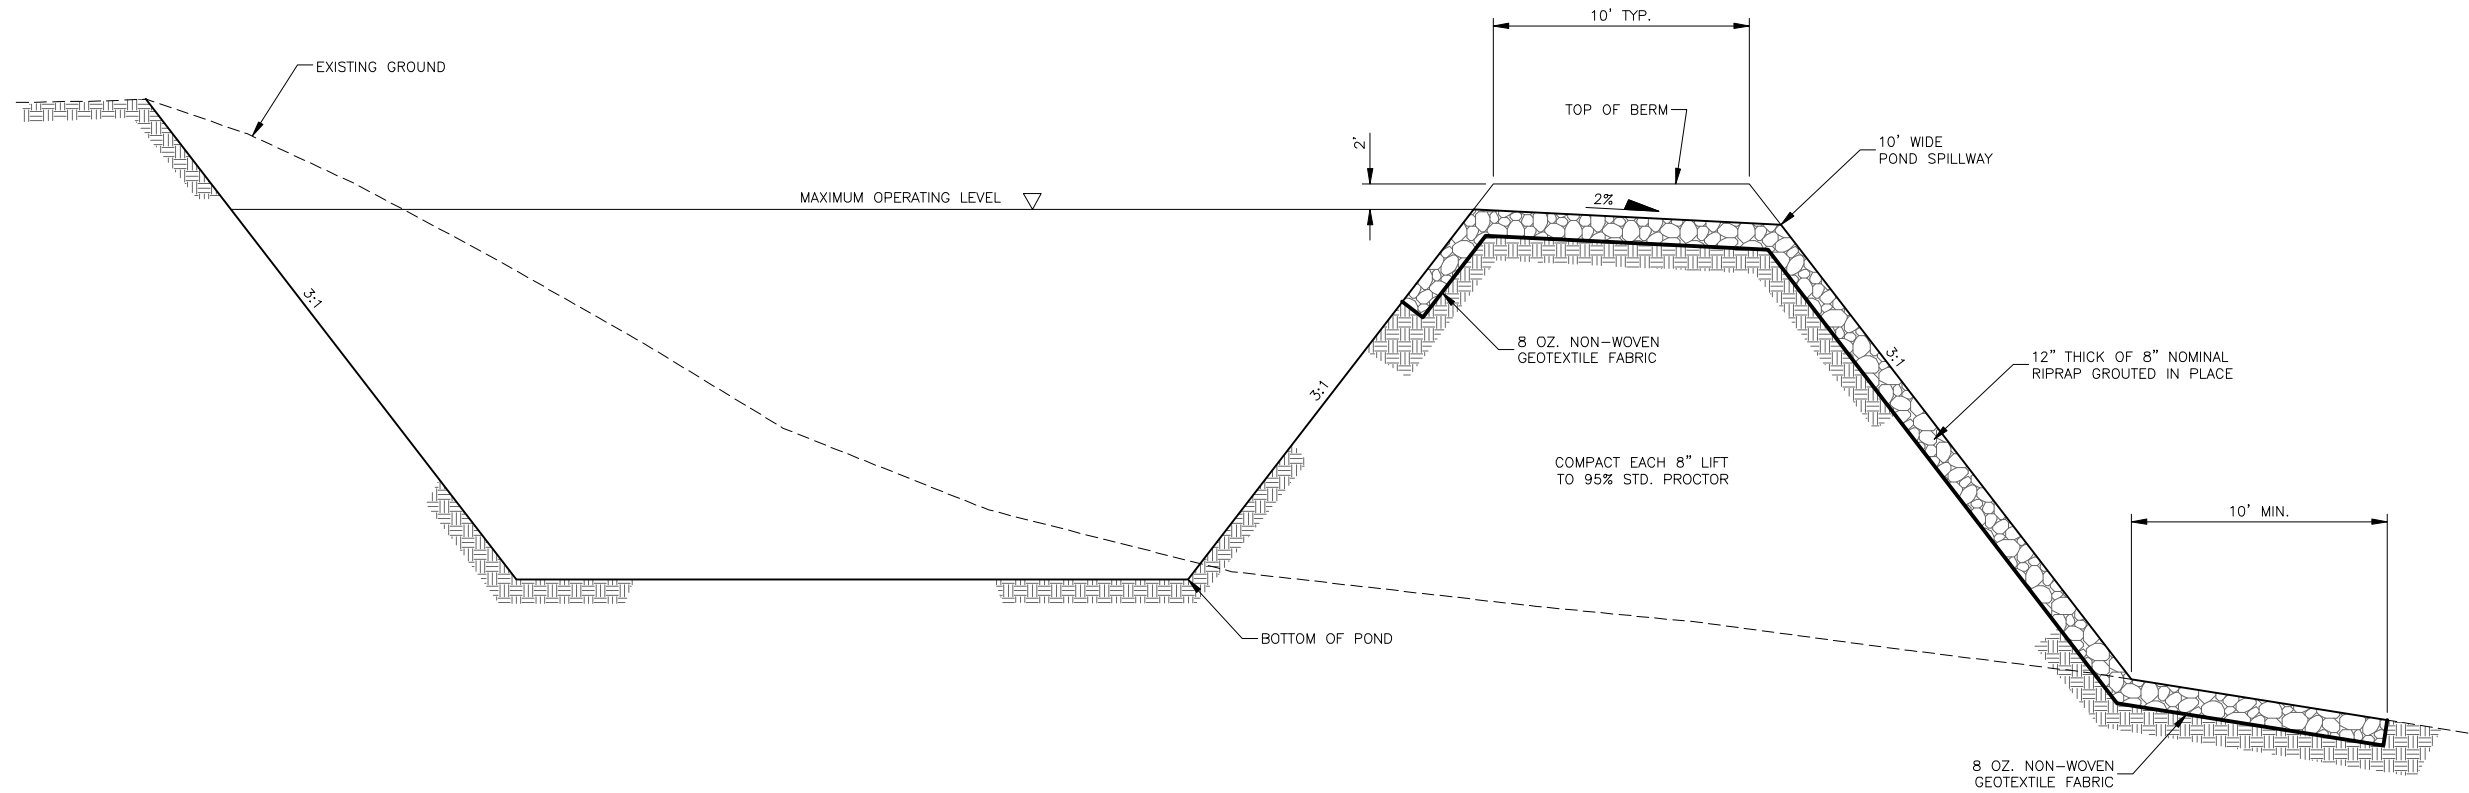 10' TYP.
EXISTING GROUND
TOP OF BERM
2'
10' WIDE
POND SPILLWAY
MAXIMUM OPERATING LEVEL
2%
3:1
8 OZ. NON-WOVEN
GEOTEXTILE FABRIC
3:1
3:1
12" THICK OF 8" NOMINAL
RIPRAP GROUTED IN PLACE
COMPACT EACH 8" LIFT
TO 95% STD. PROCTOR
10' MIN.
BOTTOM OF POND
8 OZ. NON-WOVEN
GEOTEXTILE FABRIC